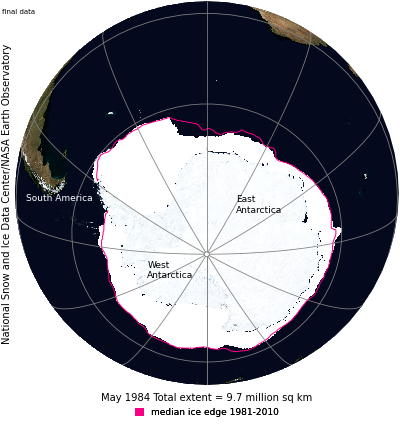 final data
National Snow and Ice Data Center/NASA Earth Observatory
South America
East
Antarctica
West
Antarctica
May 1984 Total extent = 9.7 million sq km
median ice edge 1981-2010